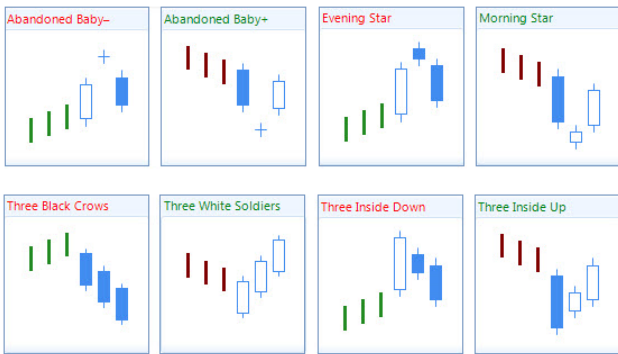 Abandoned Baby–
Abandoned Baby+
Evening Star
Morning Star
Three Black Crows
Three White Soldiers
Three Inside Down
Three Inside Up